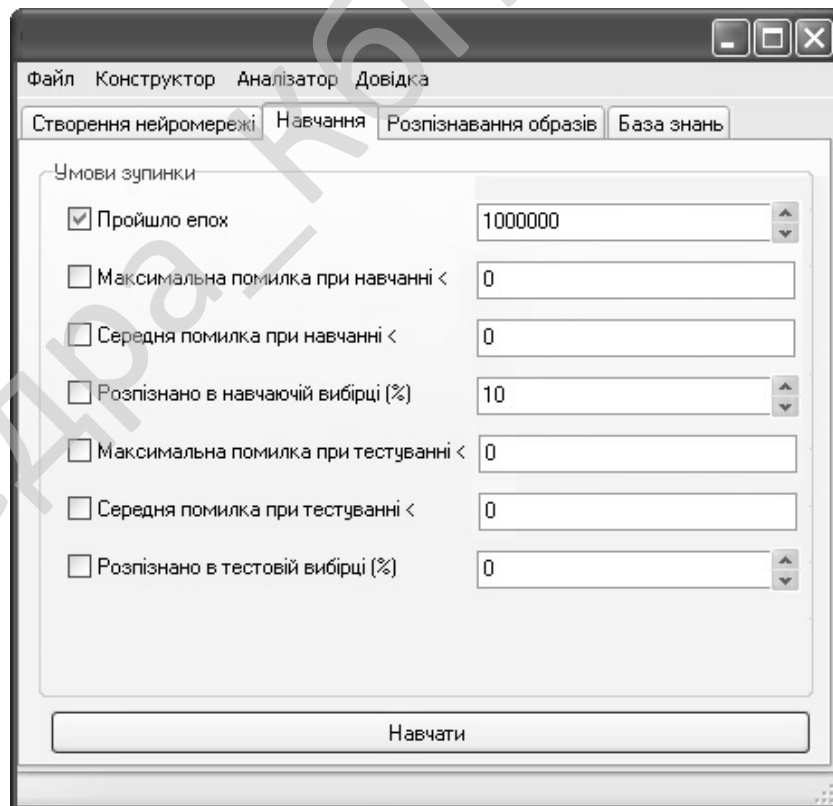 Файл Конструктор Аналізатор Довідка
Створення нейромережі Навчання Розпізнавання образів База знань
Умови зупинки
Пройшло епох 1000000
Максимальна помилка при навчанні < 0
Середня помилка при навчанні < 0
Розпізнано в навчаючій вибірці (%) 10
Максимальна помилка при тестуванні < 0
Середня помилка при тестуванні < 0
Розпізнано в тестовій вибірці (%) 0
Навчати